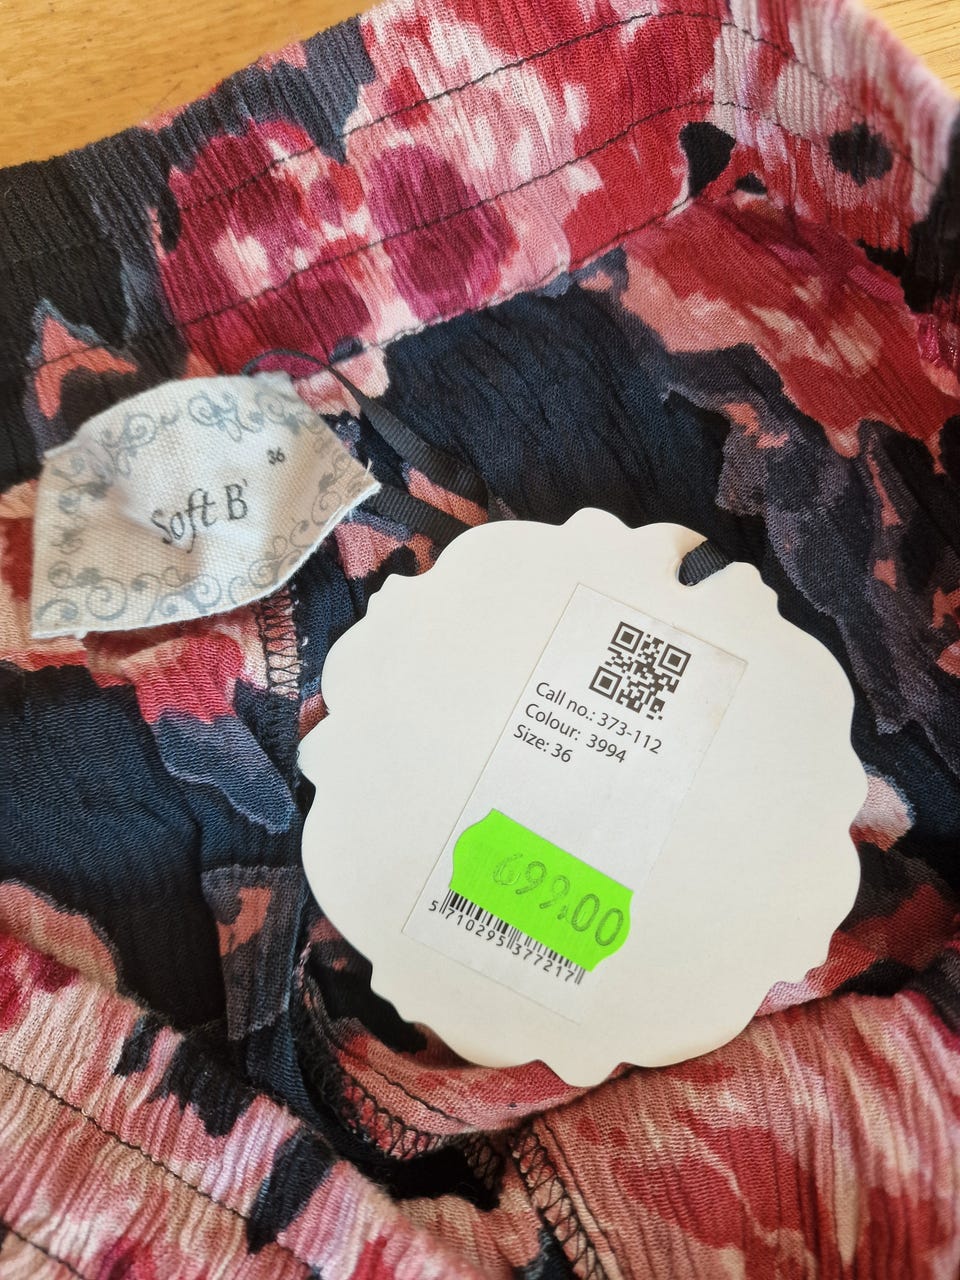 36
Soft B'
Call no.: 373-112
Colour: 3994
Size: 36
699.00
5 710295 377217